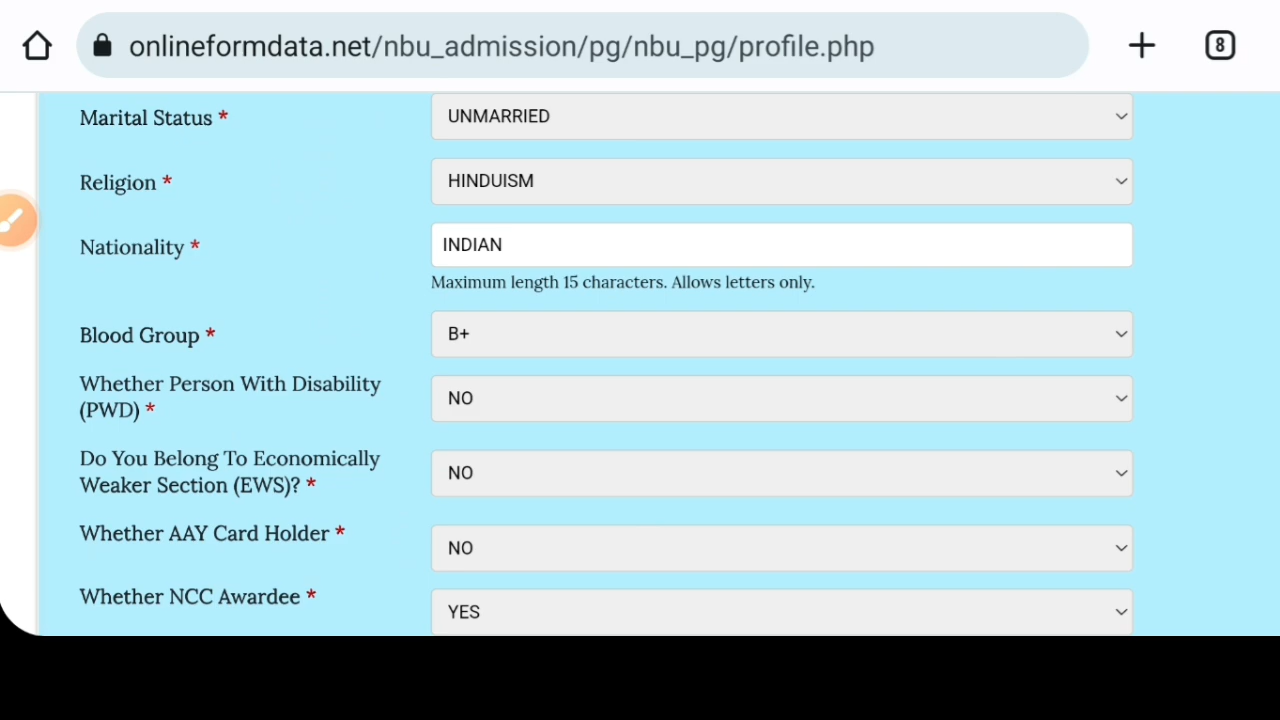 onlineformdata.net/nbu_admission/pg/nbu_pg/profile.php
8
Marital Status * UNMARRIED
Religion * HINDUISM
Nationality * INDIAN
Maximum length 15 characters. Allows letters only.
Blood Group * B+
Whether Person With Disability
(PWD) * NO
Do You Belong To Economically
Weaker Section (EWS)? * NO
Whether AAY Card Holder * NO
Whether NCC Awardee * YES